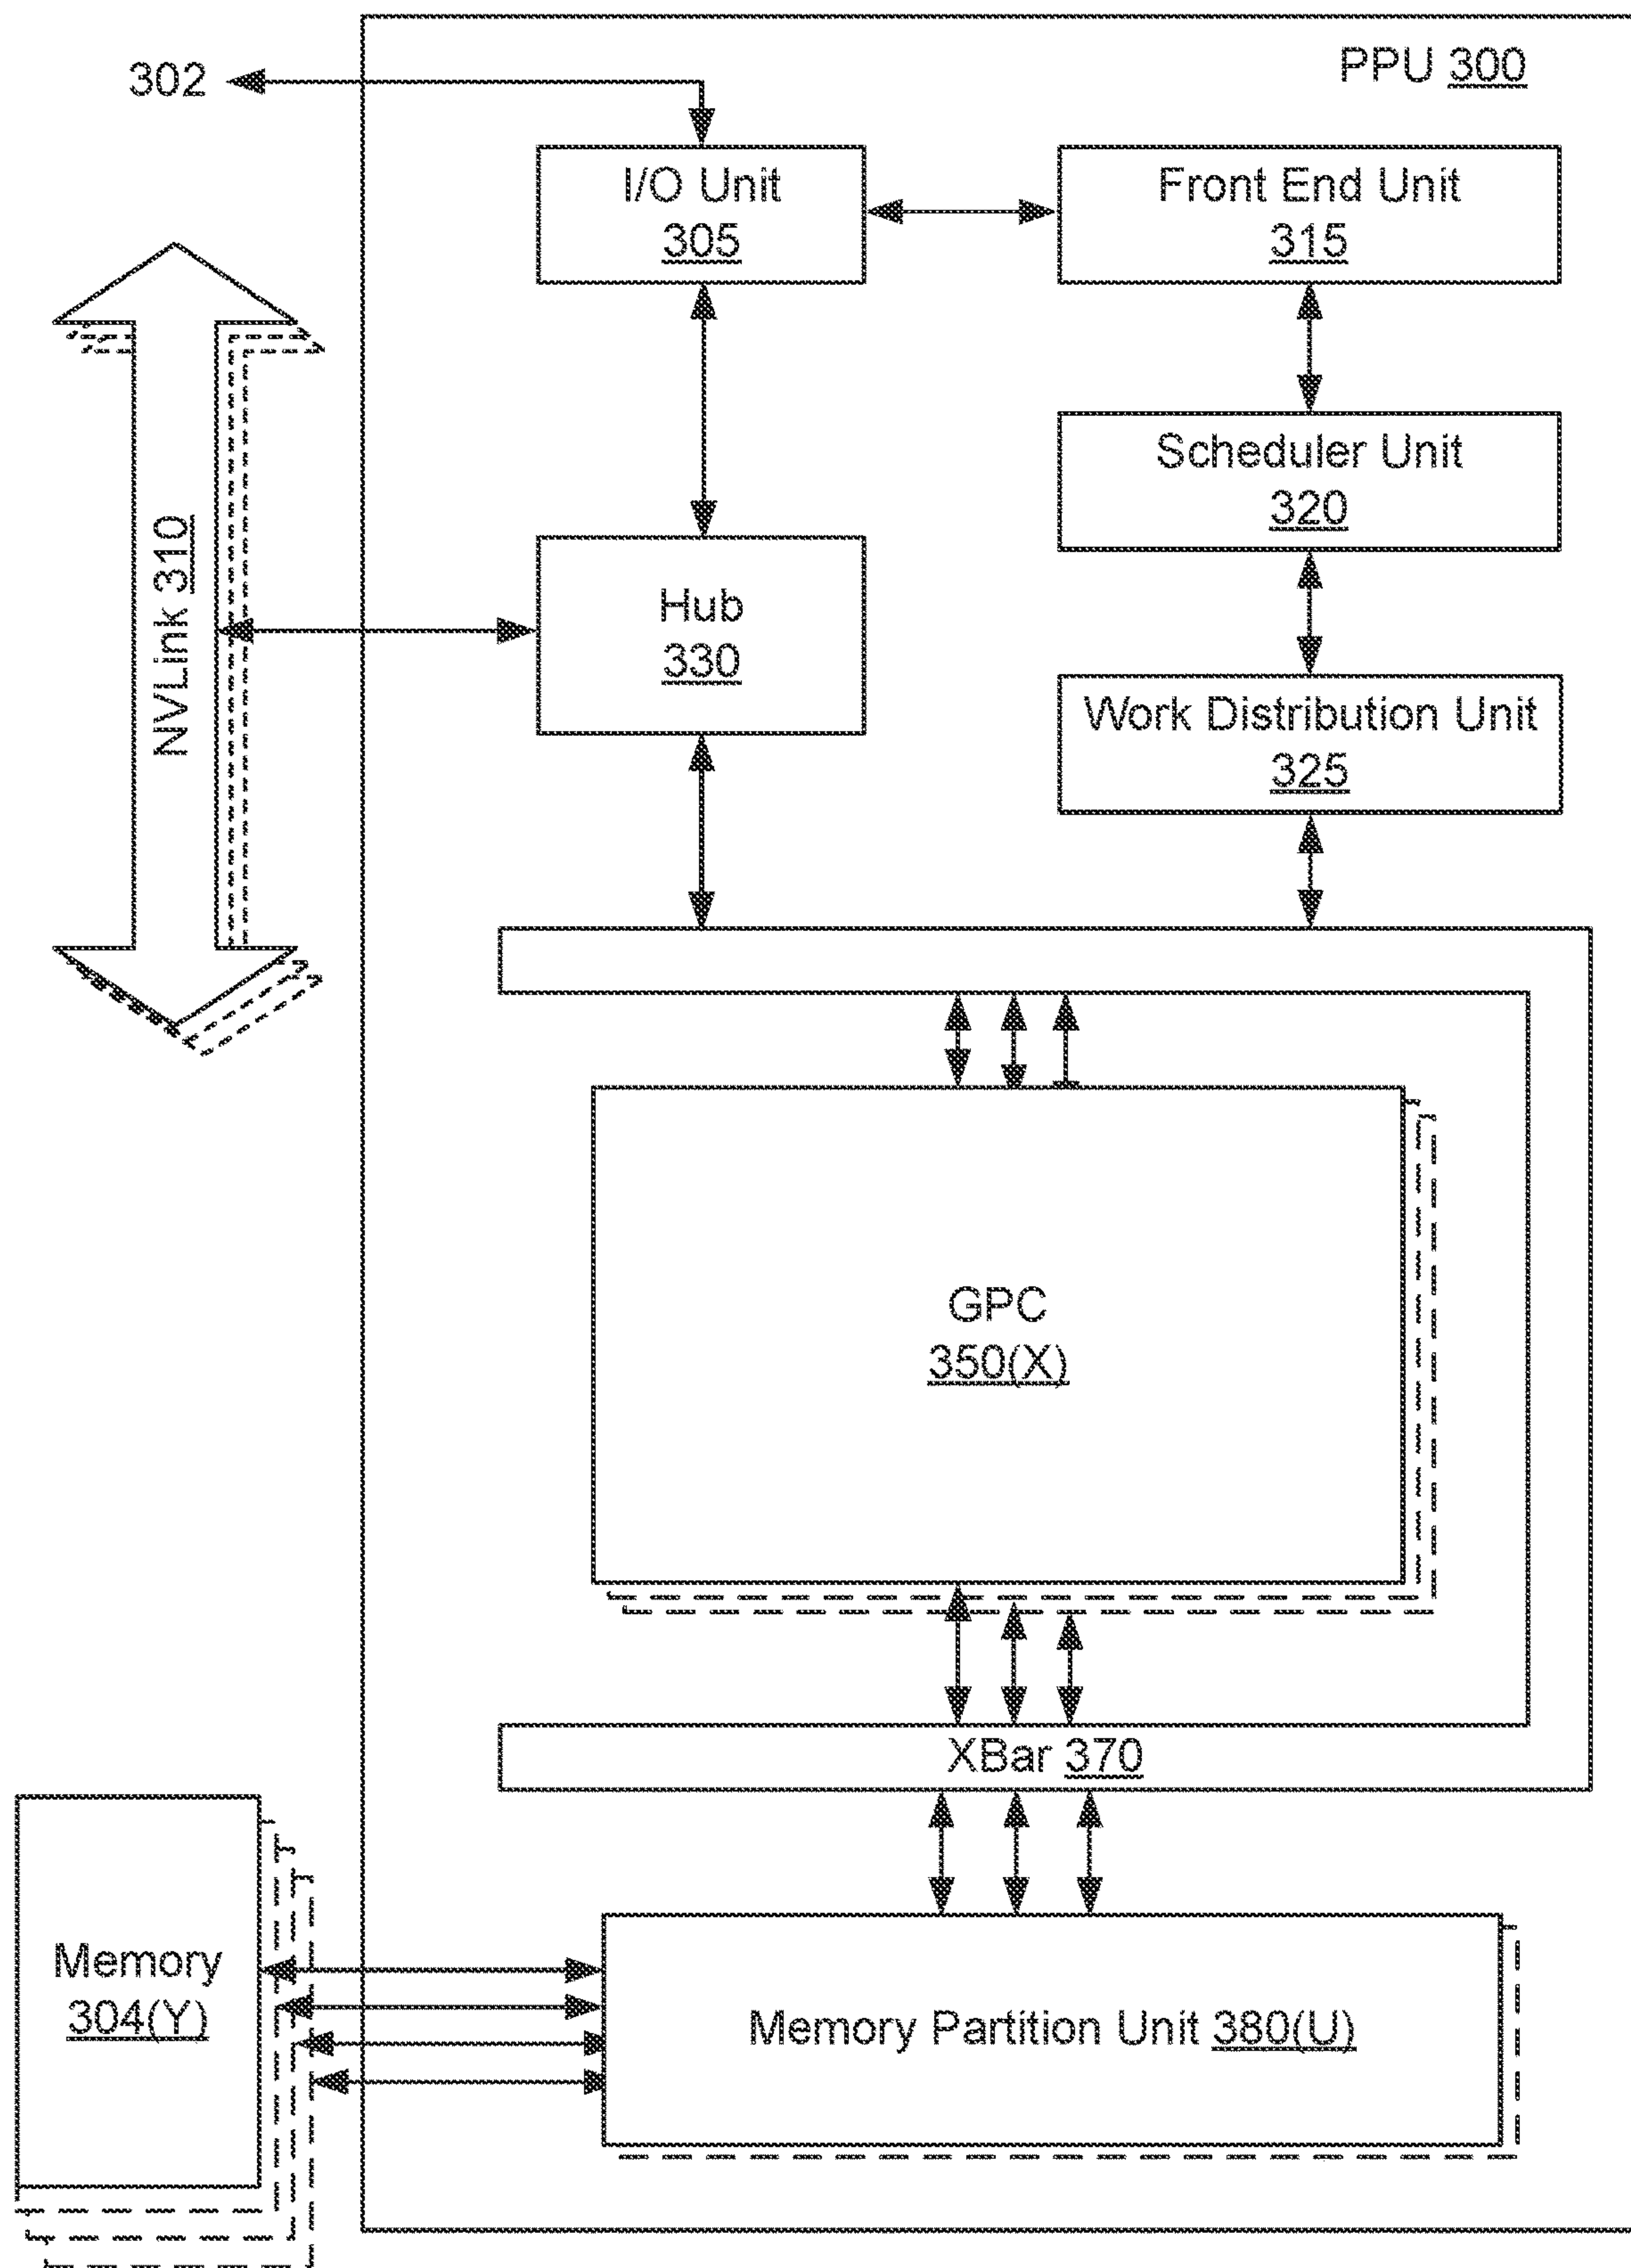 PPU 300
302
I/O Unit
305
Front End Unit
315
Scheduler Unit
320
NVLink 310
Hub
330
Work Distribution Unit
325
GPC
350(X)
XBar 370
Memory
304(Y)
Memory Partition Unit 380(U)